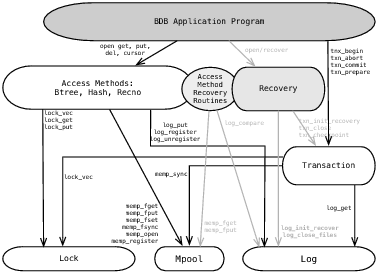 BDB Application Program
open get, put,
del, cursor
open/recover
txn_begin
txn_abort
txn_commit
txn_prepare
Access Methods:
Btree, Hash, Recno
Access
Method
Recovery
Routines
Recovery
lock_vec
lock_get
lock_put
log_put
log_register
log_unregister
log_compare
txn_init_recovery
txn_close
txn_checkpoint
Transaction
lock_vec
memp_sync
memp_fget
memp_fput
memp_fset
memp_fsync
memp_open
memp_register
memp_fget
memp_fput
log_get
log_init_recover
log_close_files
Lock
Mpool
Log